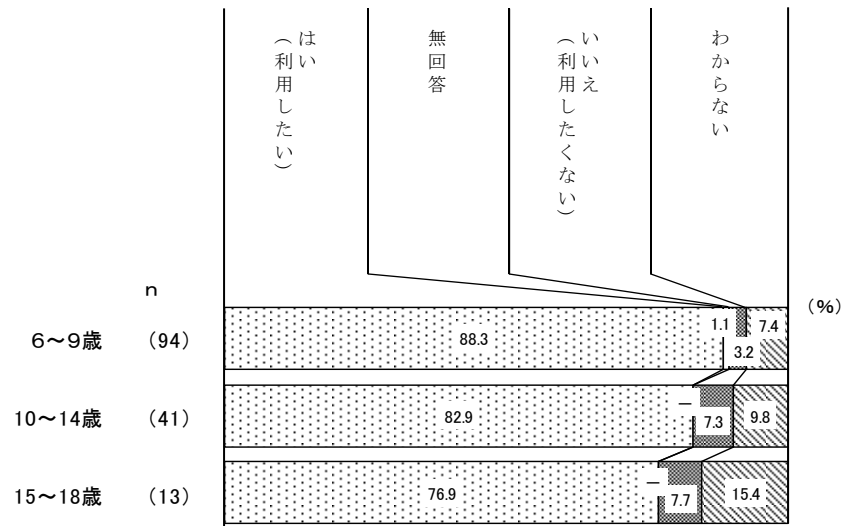 はい
（利用したい）
無回答
いいえ
（利用したくない）
わからない
n
(%)
6～9歳 (94) 88.3 1.1 3.2 7.4
10～14歳 (41) 82.9 － 7.3 9.8
15～18歳 (13) 76.9 － 7.7 15.4